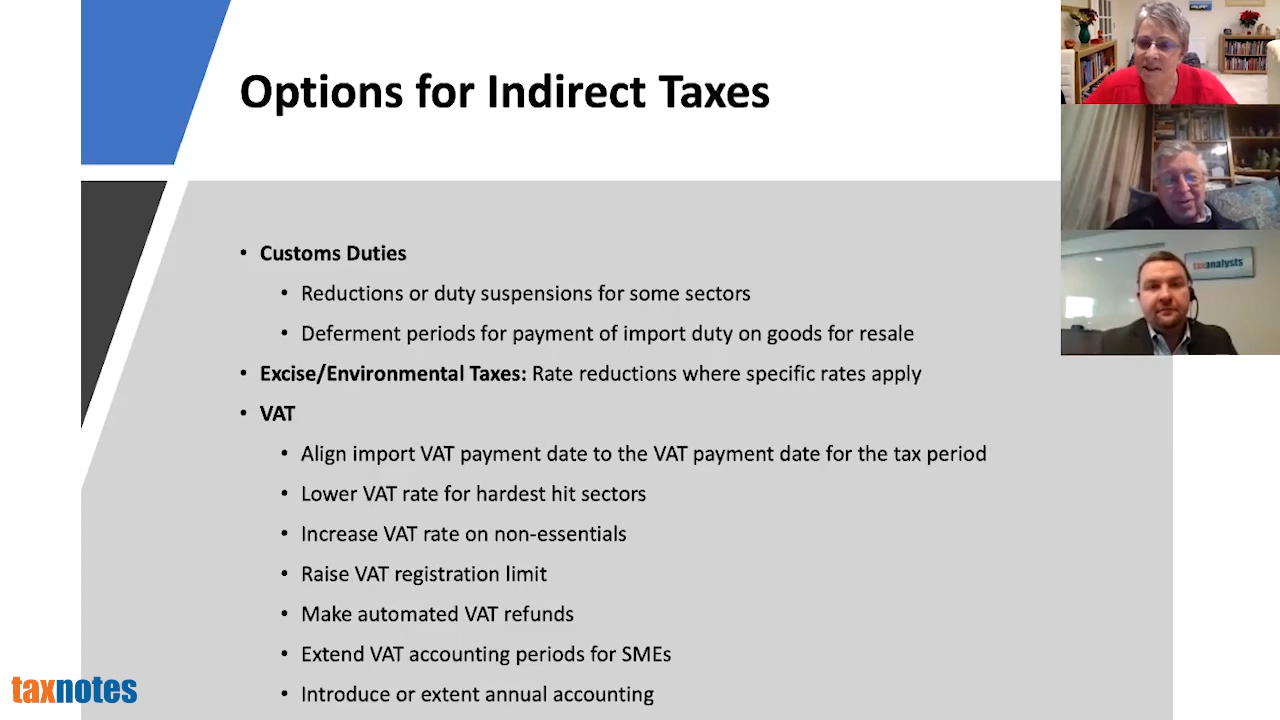 Options for Indirect Taxes
• Customs Duties
• Reductions or duty suspensions for some sectors
• Deferment periods for payment of import duty on goods for resale
• Excise/Environmental Taxes: Rate reductions where specific rates apply
• VAT
• Align import VAT payment date to the VAT payment date for the tax period
• Lower VAT rate for hardest hit sectors
• Increase VAT rate on non-essentials
• Raise VAT registration limit
• Make automated VAT refunds
• Extend VAT accounting periods for SMEs
• Introduce or extent annual accounting
taxanalysts
taxnotes